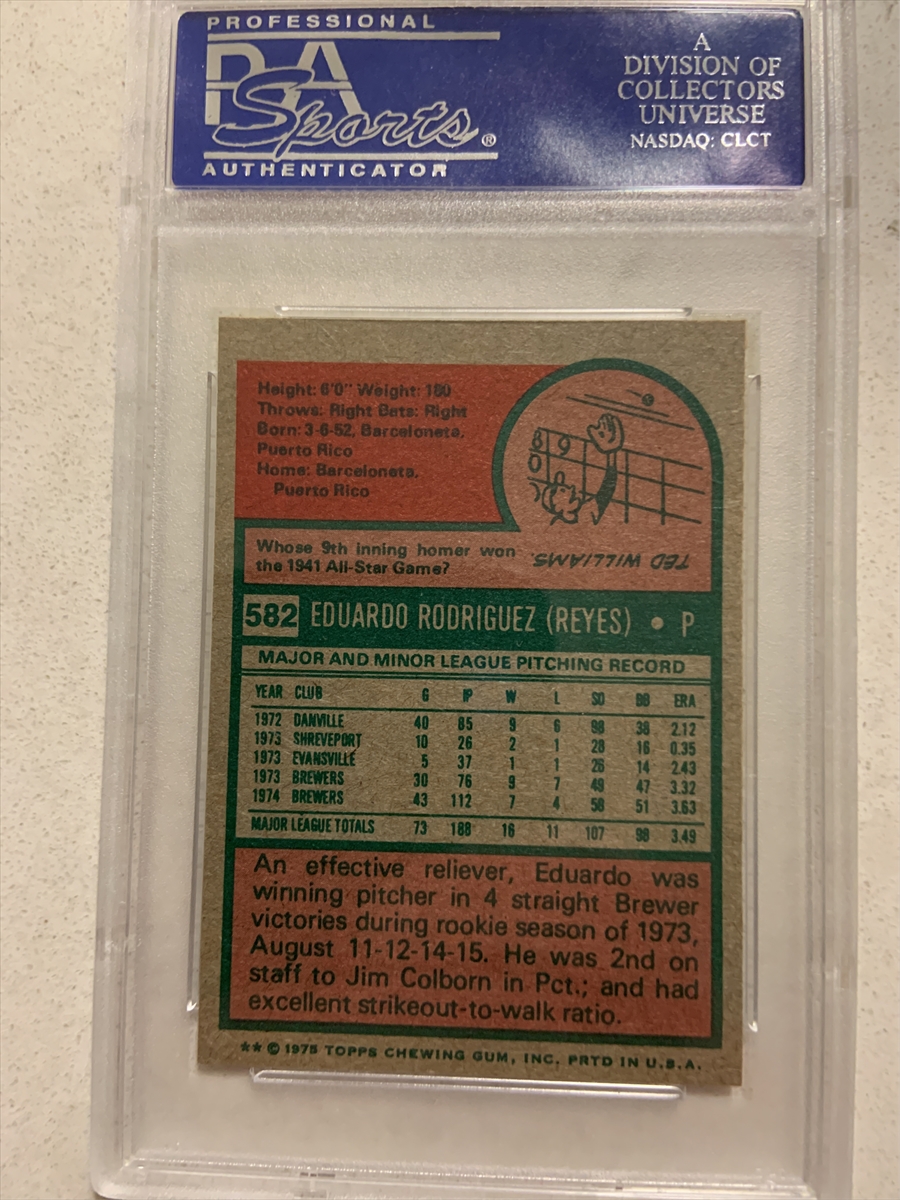 PROFESSIONAL
PSA
Sports®
AUTHENTICATOR
A
DIVISION OF
COLLECTORS
UNIVERSE
NASDAQ: CLCT
Height: 6'0" Weight: 180
Throws: Right Bats: Right
Born: 3-6-52, Barceloneta,
Puerto Rico
Home: Barceloneta,
Puerto Rico
Whose 9th inning homer won
the 1941 All-Star Game?
TED WILLIAMS.
582 EDUARDO RODRIGUEZ (REYES) • P
MAJOR AND MINOR LEAGUE PITCHING RECORD
YEAR CLUB G IP W L SO BB ERA
1972 DANVILLE 40 85 9 6 98 38 2.12
1973 SHREVEPORT 10 26 2 1 28 16 0.35
1973 EVANSVILLE 5 37 1 1 26 14 2.43
1973 BREWERS 30 76 9 7 49 47 3.32
1974 BREWERS 43 112 7 4 58 51 3.63
MAJOR LEAGUE TOTALS 73 188 16 11 107 98 3.49
An effective reliever, Eduardo was
winning pitcher in 4 straight Brewer
victories during rookie season of 1973,
August 11-12-14-15. He was 2nd on
staff to Jim Colborn in Pct.; and had
excellent strikeout-to-walk ratio.
** © 1975 TOPPS CHEWING GUM, INC. PRTD IN U.S.A.